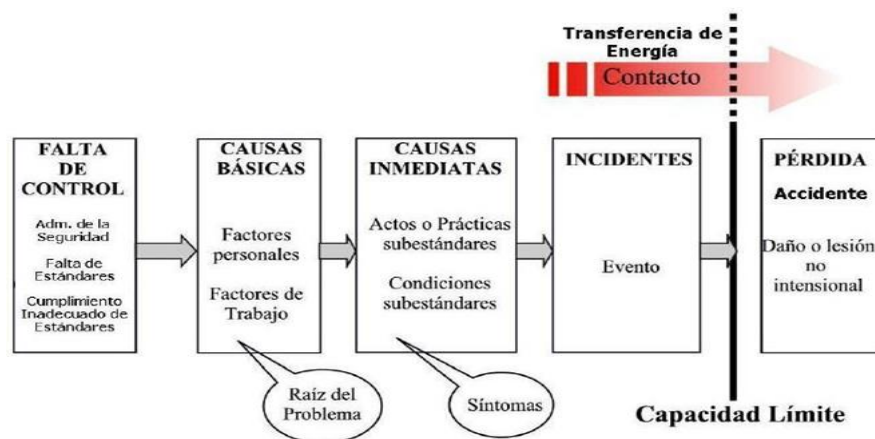 Transferencia de
Energía
Contacto
FALTA
DE
CONTROL
Adm. de la
Seguridad
Falta de
Estándares
Cumplimiento
Inadecuado de
Estándares
CAUSAS
BÁSICAS
Factores
personales
Factores de
Trabajo
Raíz del
Problema
CAUSAS
INMEDIATAS
Actos o Prácticas
subestándares
Condiciones
subestándares
Síntomas
INCIDENTES
Evento
PÉRDIDA
Accidente
Daño o lesión
no
intensional
Capacidad Límite